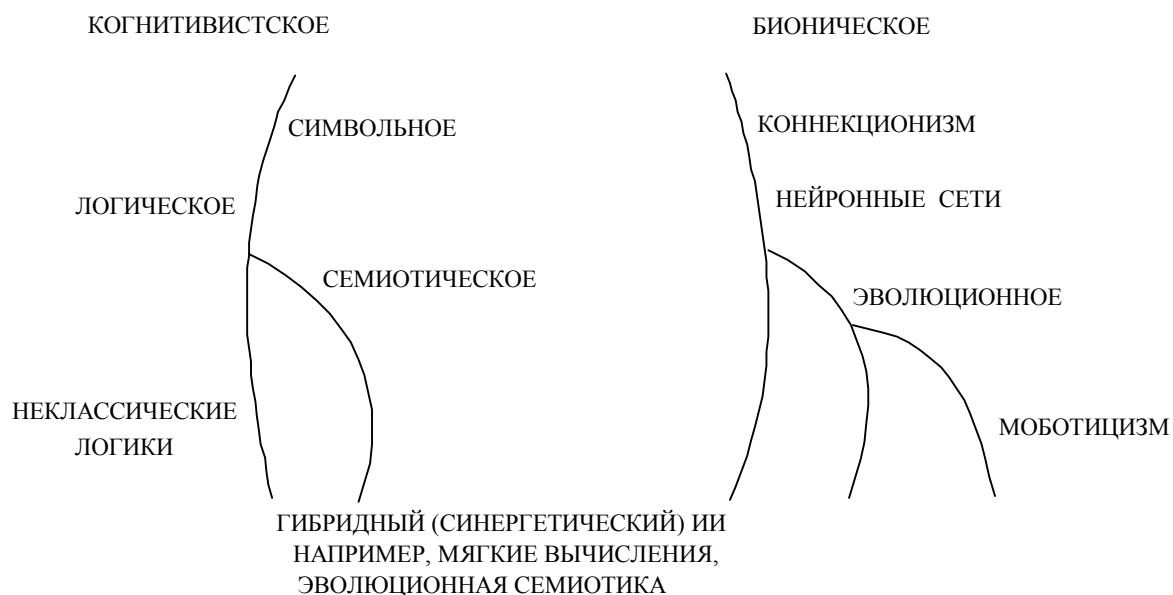 КОГНИТИВИСТСКОЕ
БИОНИЧЕСКОЕ
СИМВОЛЬНОЕ
КОННЕКЦИОНИЗМ
ЛОГИЧЕСКОЕ
НЕЙРОННЫЕ СЕТИ
СЕМИОТИЧЕСКОЕ
ЭВОЛЮЦИОННОЕ
НЕКЛАССИЧЕСКИЕ
ЛОГИКИ
МОБОТИЦИЗМ
ГИБРИДНЫЙ (СИНЕРГЕТИЧЕСКИЙ) ИИ
НАПРИМЕР, МЯГКИЕ ВЫЧИСЛЕНИЯ,
ЭВОЛЮЦИОННАЯ СЕМИОТИКА